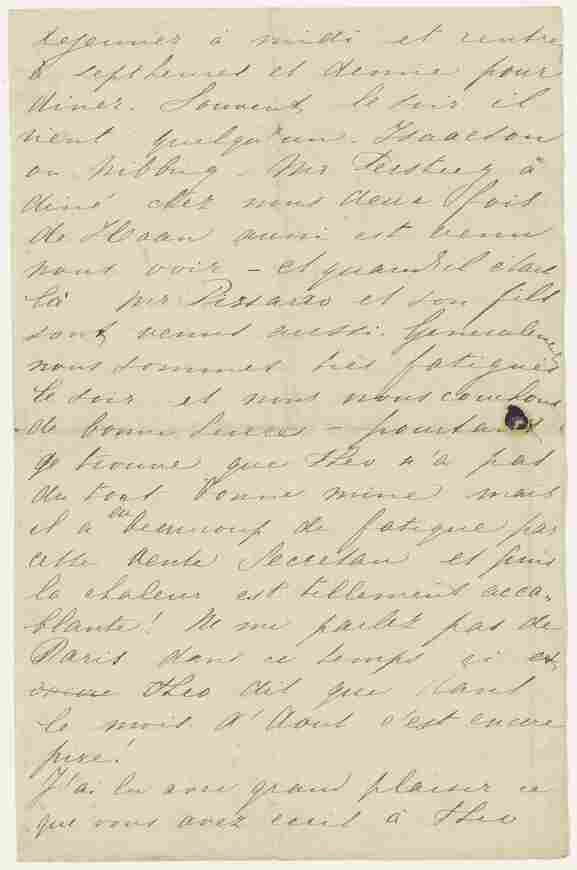 dejeuner à midi et rentre
à sept heures et demie pour
diner. Souvent le soir il
vient quelqu'un. Isaacson
ou Nibbrig – Mr Tersteeg à
diné chez nous deux fois
de Haan aussi est venu
nous voir – et quand il était
là Mr Pissarro et son fils
sont venus aussi. Generalement
nous sommes très fatigués
le soir et nous nous couchons
de bonne heure – pourtant
je trouve que Theo n'a pas
du tout bonne mine mais
il a eu beaucoup de fatigue par
cette vente Secretan et puis
la chaleur est tellement acca-
blante! Ne me parlez pas de
Paris dans ce temps ci et
Theo dit que dans
le mois d'Aout c'est encore
pire!
J'ai lu avec grand plaisir ce
que vous avez ecrit à Theo